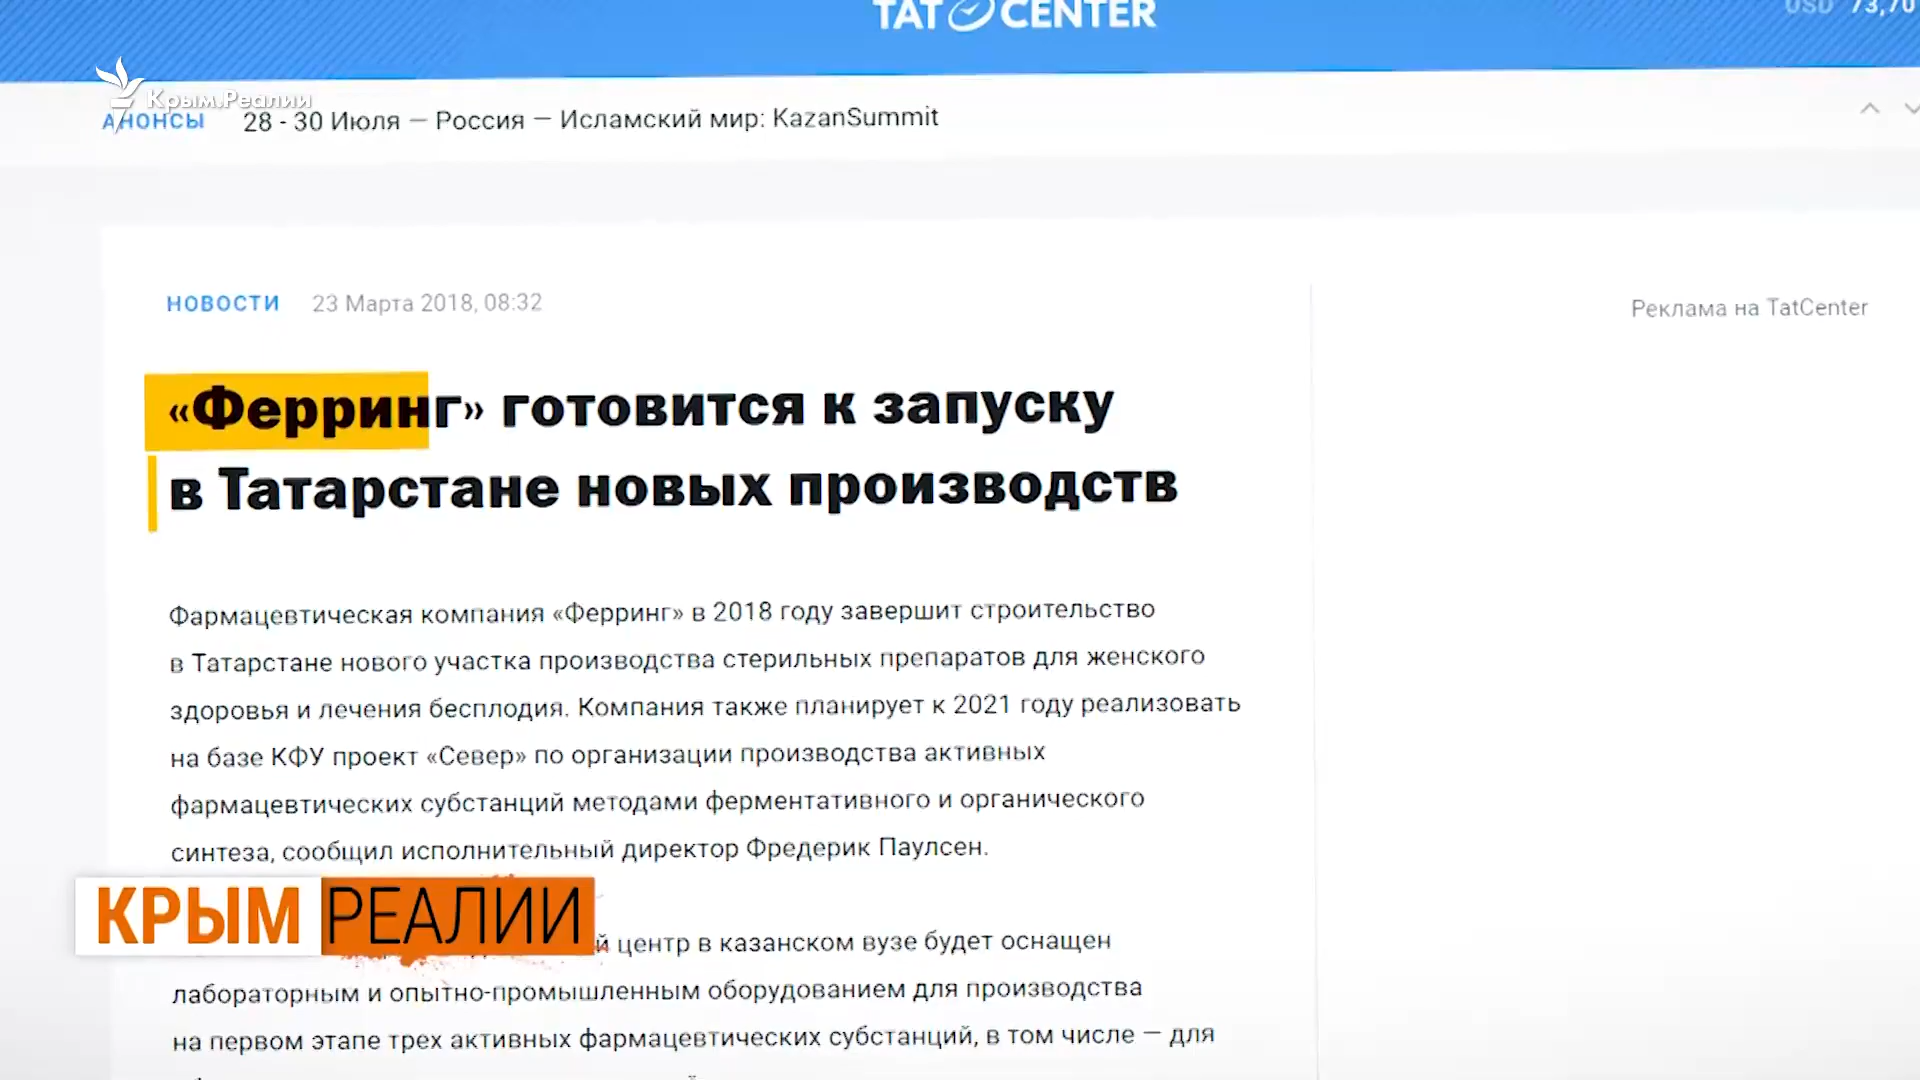 TAT CENTER
USD 73,70
Крым.Реалии
АНОНСЫ 28 - 30 Июля — Россия — Исламский мир: KazanSummit
НОВОСТИ 23 Марта 2018, 08:32
Реклама на TatCenter
«Ферринг» готовится к запуску
в Татарстане новых производств
Фармацевтическая компания «Ферринг» в 2018 году завершит строительство
в Татарстане нового участка производства стерильных препаратов для женского
здоровья и лечения бесплодия. Компания также планирует к 2021 году реализовать
на базе КФУ проект «Север» по организации производства активных
фармацевтических субстанций методами ферментативного и органического
синтеза, сообщил исполнительный директор Фредерик Паулсен.
КРЫМ РЕАЛИИ
центр в казанском вузе будет оснащен
лабораторным и опытно-промышленным оборудованием для производства
на первом этапе трех активных фармацевтических субстанций, в том числе — для